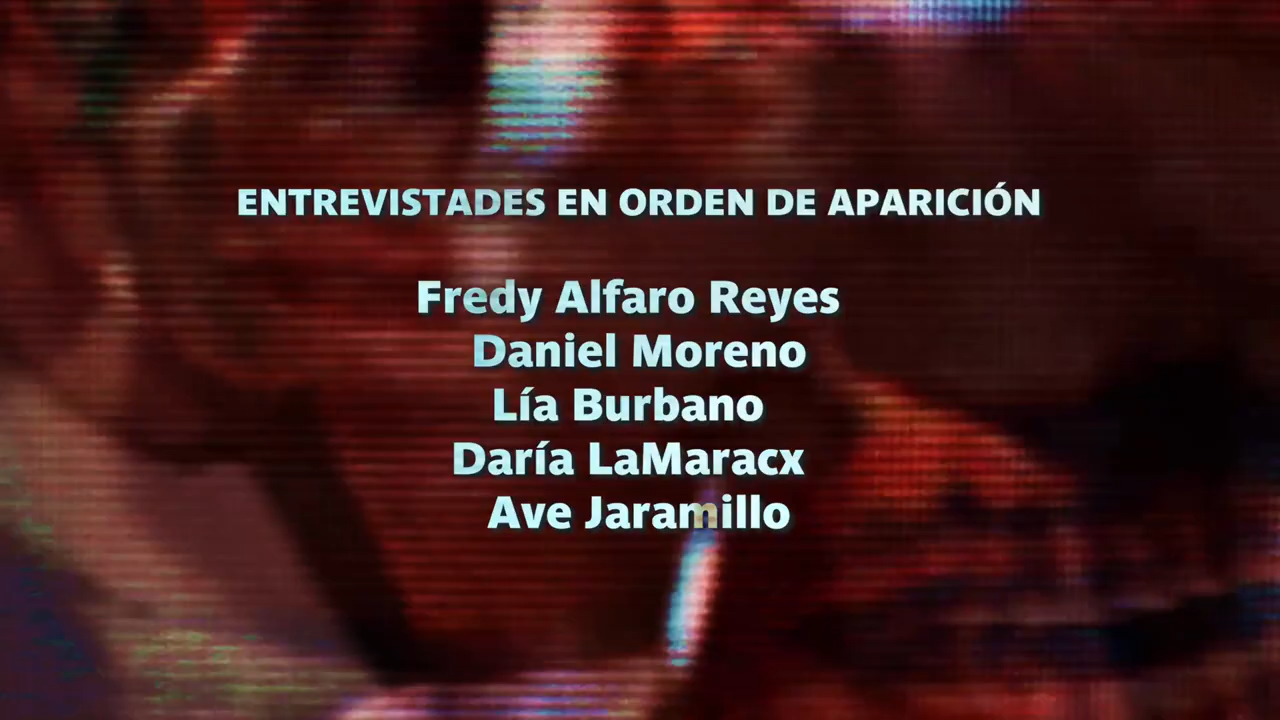 ENTREVISTADES EN ORDEN DE APARICIÓN
Fredy Alfaro Reyes
Daniel Moreno
Lía Burbano
Daría LaMaracx
Ave Jaramillo